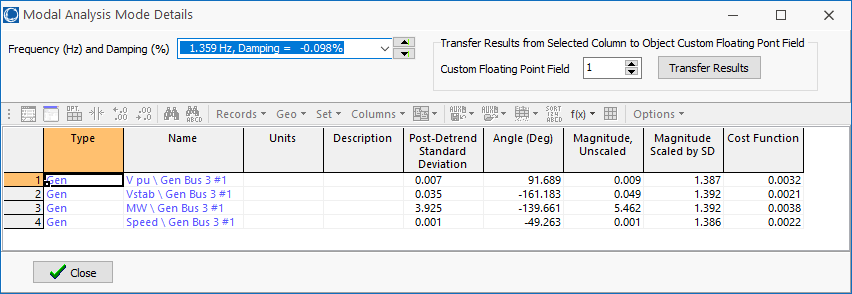 Modal Analysis Mode Details
Frequency (Hz) and Damping (%) 1.359 Hz, Damping = -0.098%
Transfer Results from Selected Column to Object Custom Floating Pont Field
Custom Floating Point Field 1 Transfer Results
Records Geo Set Columns f(x) Options
Type Name Units Description Post-Detrend Standard Deviation Angle (Deg) Magnitude, Unscaled Magnitude Scaled by SD Cost Function
1 Gen V pu \ Gen Bus 3 #1 0.007 91.689 0.009 1.387 0.0032
2 Gen Vstab \ Gen Bus 3 #1 0.035 -161.183 0.049 1.392 0.0021
3 Gen MW \ Gen Bus 3 #1 3.925 -139.661 5.462 1.392 0.0038
4 Gen Speed \ Gen Bus 3 #1 0.001 -49.263 0.001 1.386 0.0022
Close